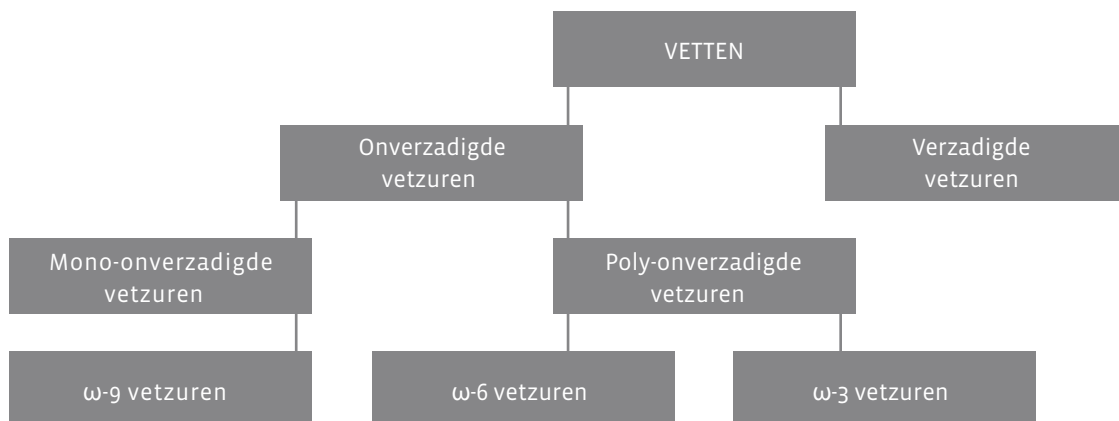 VETTEN
Onverzadigde
vetzuren
Verzadigde
vetzuren
Mono-onverzadigde
vetzuren
Poly-onverzadigde
vetzuren
ω-9 vetzuren
ω-6 vetzuren
ω-3 vetzuren